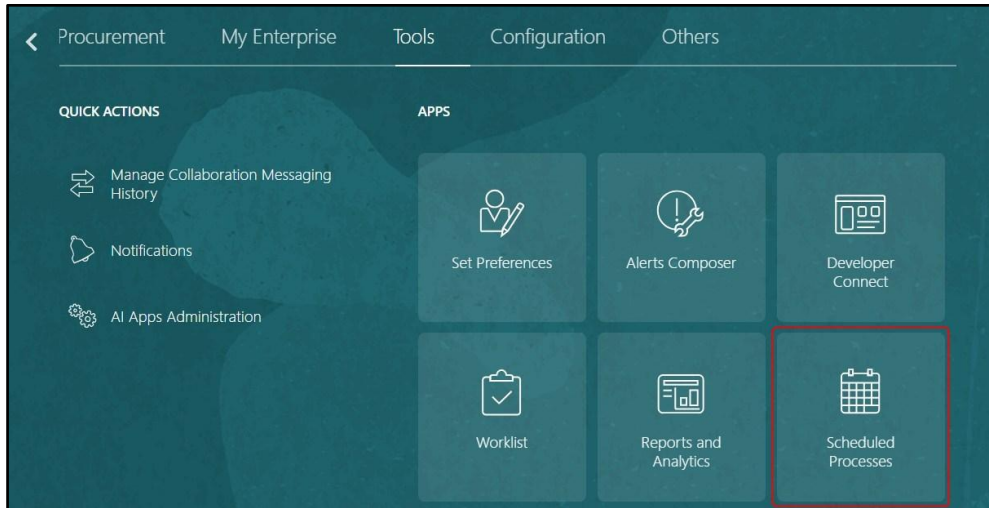 Procurement My Enterprise Tools Configuration Others
QUICK ACTIONS
Manage Collaboration Messaging
History
Notifications
AI Apps Administration
APPS
Set Preferences
Alerts Composer
Developer
Connect
Worklist
Reports and
Analytics
Scheduled
Processes